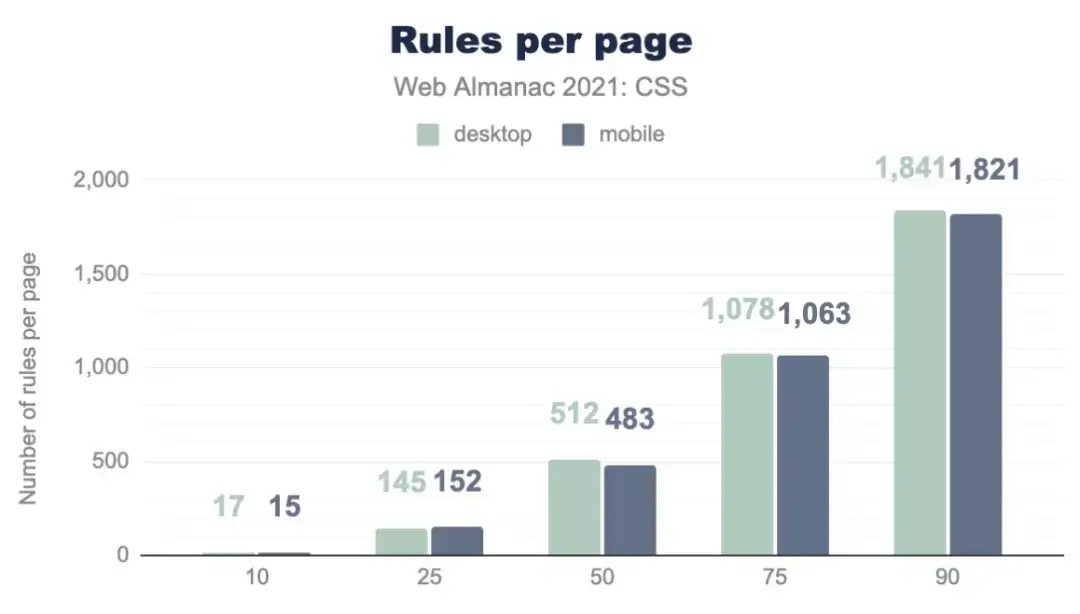 Rules per page
Web Almanac 2021: CSS
desktop mobile
Number of rules per page
2,000
1,500
1,000
500
0
17 15
145 152
512 483
1,078 1,063
1,841 1,821
10 25 50 75 90